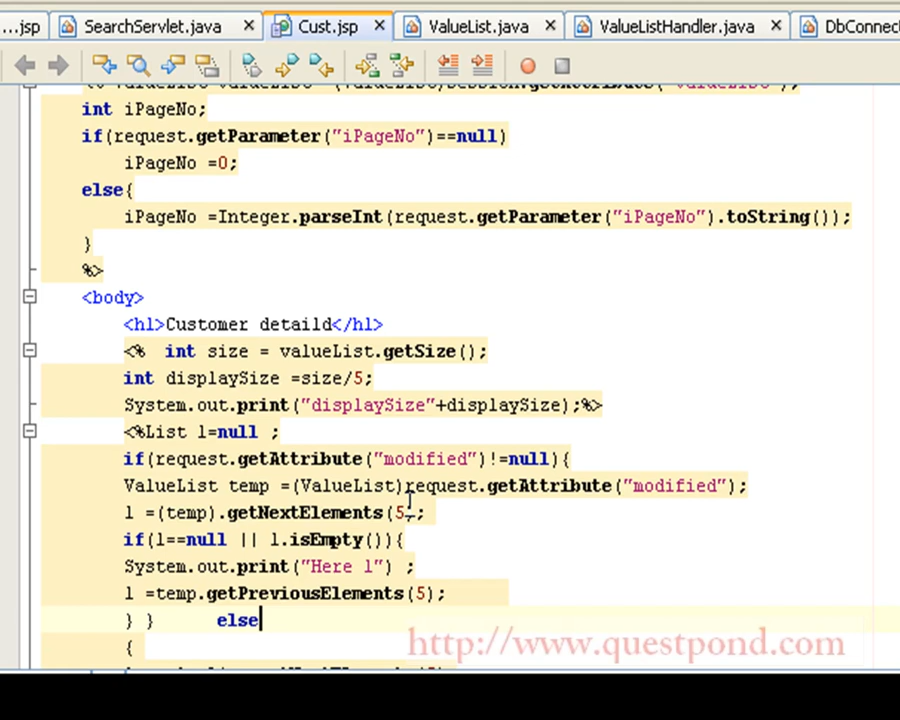 ...jsp SearchServlet.java Cust.jsp ValueList.java ValueListHandler.java DbConnec
int iPageNo;
if(request.getParameter("iPageNo")==null)
iPageNo =0;
else{
iPageNo =Integer.parseInt(request.getParameter("iPageNo").toString());
}
%>
<body>
<h1>Customer detaild</h1>
<% int size = valueList.getSize();
int displaySize =size/5;
System.out.print("displaySize"+displaySize);%>
<%List l=null ;
if(request.getAttribute("modified")!=null){
ValueList temp =(ValueList)request.getAttribute("modified");
l =(temp).getNextElements(5);
if(l==null || l.isEmpty()){
System.out.print("Here l") ;
l =temp.getPreviousElements(5);
} } else
{
http://www.questpond.com